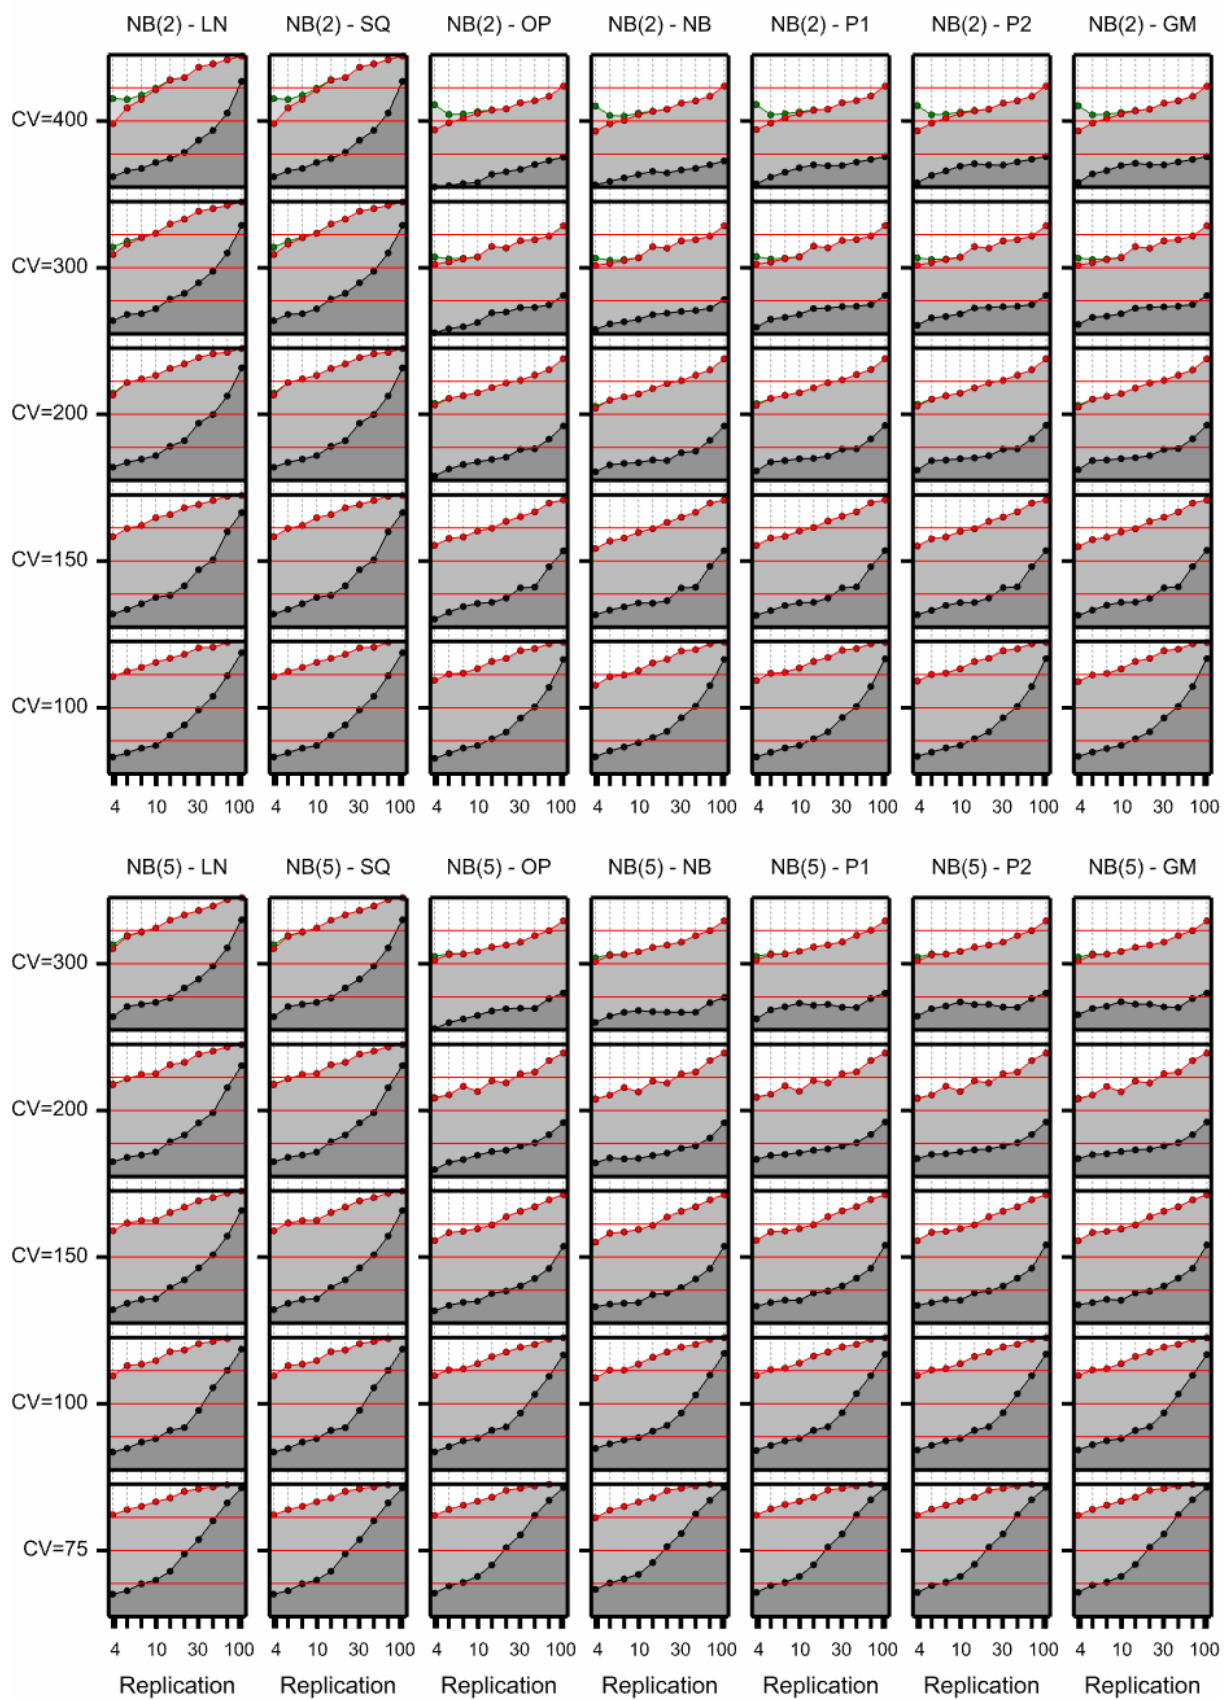 NB(2) - LN NB(2) - SQ NB(2) - OP NB(2) - NB NB(2) - P1 NB(2) - P2 NB(2) - GM
CV=400
CV=300
CV=200
CV=150
CV=100
4 10 30 100 4 10 30 100 4 10 30 100 4 10 30 100 4 10 30 100 4 10 30 100 4 10 30 100
NB(5) - LN NB(5) - SQ NB(5) - OP NB(5) - NB NB(5) - P1 NB(5) - P2 NB(5) - GM
CV=300
CV=200
CV=150
CV=100
CV=75
4 10 30 100 4 10 30 100 4 10 30 100 4 10 30 100 4 10 30 100 4 10 30 100 4 10 30 100
Replication Replication Replication Replication Replication Replication Replication